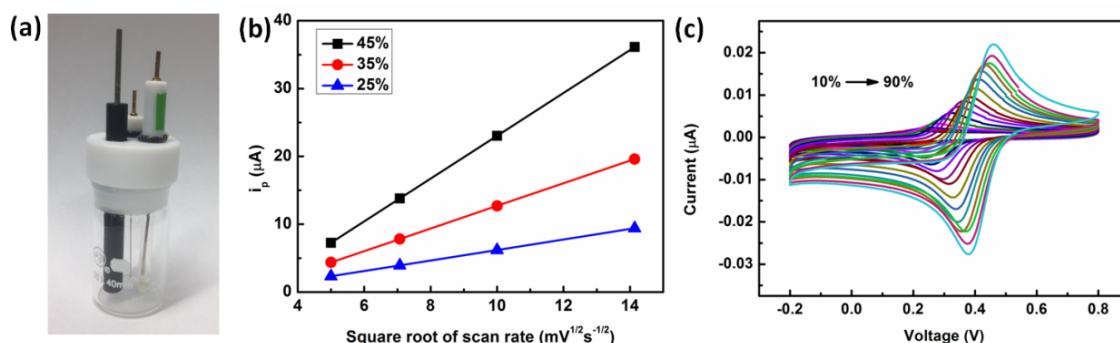 (a)
40ml
(b)
40
30
20
10
0
i_p (μA)
45%
35%
25%
4
6
8
10
12
14
Square root of scan rate (mV^1/2 s^-1/2)
(c)
0.02
0.01
0.00
-0.01
-0.02
-0.03
Current (μA)
10% → 90%
-0.2
0.0
0.2
0.4
0.6
0.8
Voltage (V)